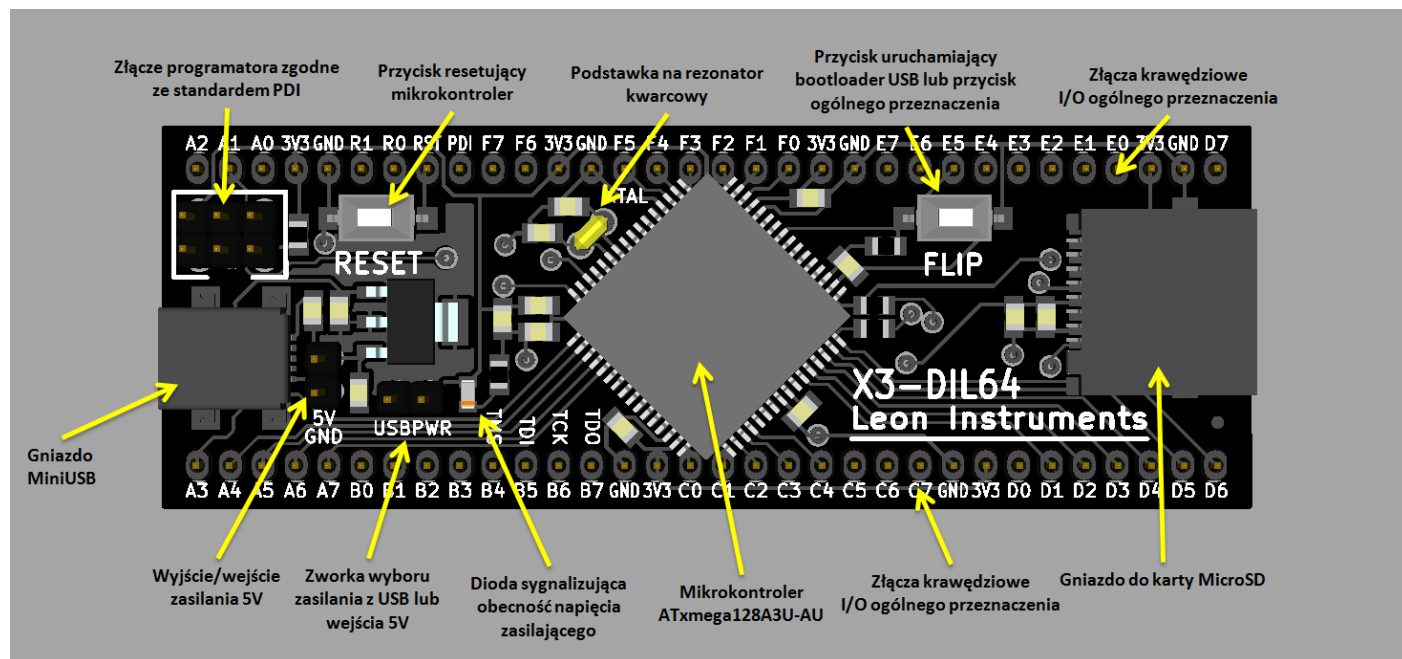 Złącze programatora zgodne
ze standardem PDI
Przycisk resetujący
mikrokontroler
Podstawka na rezonator
kwarcowy
Przycisk uruchamiający
bootloader USB lub przycisk
ogólnego przeznaczenia
Złącza krawędziowe
I/O ogólnego przeznaczenia
A2 A1 A0 3V3 GND R1 R0 RST PDI F7 F6 3V3 GND F5 F4 F3 F2 F1 F0 3V3 GND E7 E6 E5 E4 E3 E2 E1 E0 3V3 GND D7
TAL
RESET
FLIP
X3-DIL64
Leon Instruments
5V
GND
USBPWR
TMS
TDI
TCK
TDO
A3 A4 A5 A6 A7 B0 B1 B2 B3 B4 B5 B6 B7 GND 3V3 C0 C1 C2 C3 C4 C5 C6 C7 GND 3V3 D0 D1 D2 D3 D4 D5 D6
Gniazdo
MiniUSB
Wyjście/wejście
zasilania 5V
Zworka wyboru
zasilania z USB lub
wejścia 5V
Dioda sygnalizująca
obecność napięcia
zasilającego
Mikrokontroler
ATxmega128A3U-AU
Złącza krawędziowe
I/O ogólnego przeznaczenia
Gniazdo do karty MicroSD